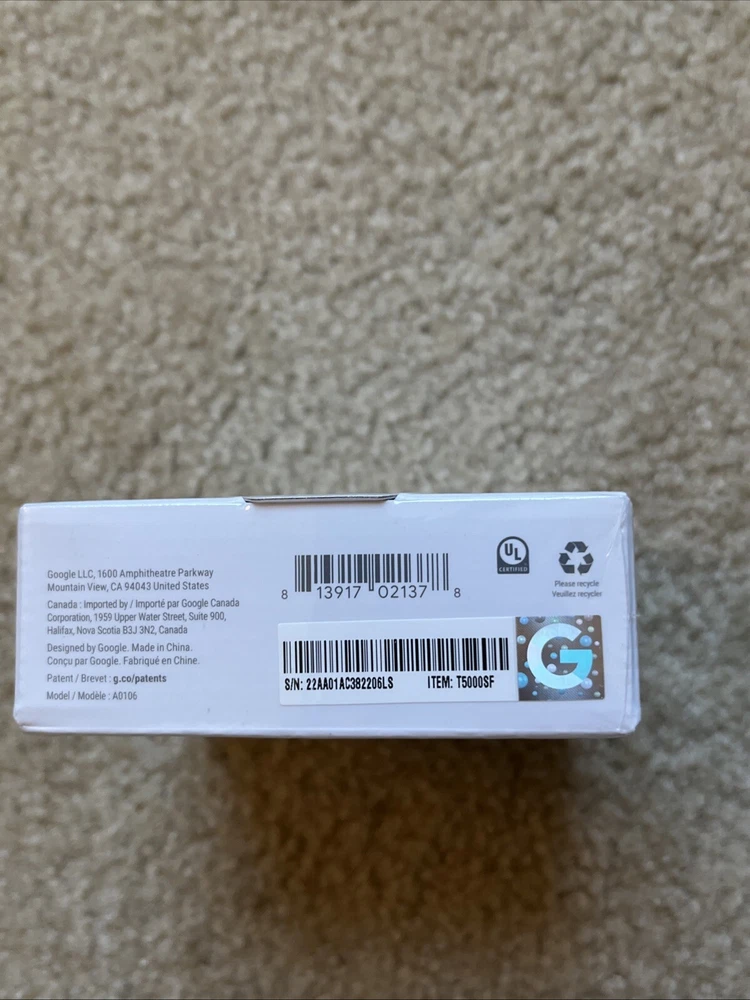 Google LLC, 1600 Amphitheatre Parkway
Mountain View, CA 94043 United States
Canada : Imported by / Importé par Google Canada
Corporation, 1959 Upper Water Street, Suite 900,
Halifax, Nova Scotia B3J 3N2, Canada
Designed by Google. Made in China.
Conçu par Google. Fabriqué en Chine.
Patent / Brevet : g.co/patents
Model / Modèle : A0106
8 13917 02137 8
UL
CERTIFIED
Please recycle
Veuillez recycler
S/N: 22AA01AC382206LS ITEM: T5000SF
G